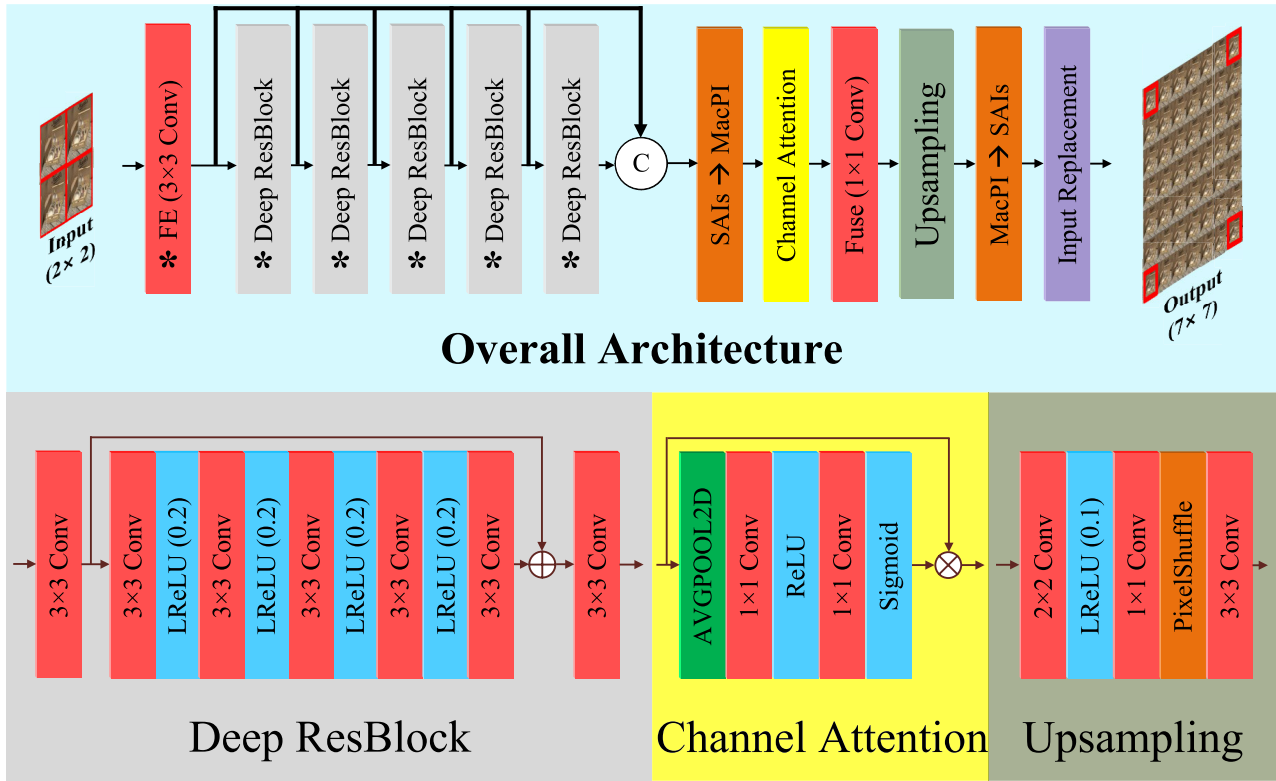 Input
(2× 2)
* FE (3×3 Conv)
* Deep ResBlock
* Deep ResBlock
* Deep ResBlock
* Deep ResBlock
* Deep ResBlock
C
SAIs → MacPI
Channel Attention
Fuse (1×1 Conv)
Upsampling
MacPI → SAIs
Input Replacement
Output
(7× 7)
Overall Architecture
3×3 Conv
3×3 Conv
LReLU (0.2)
3×3 Conv
LReLU (0.2)
3×3 Conv
LReLU (0.2)
3×3 Conv
LReLU (0.2)
3×3 Conv
3×3 Conv
Deep ResBlock
AVGPOOL2D
1×1 Conv
ReLU
1×1 Conv
Sigmoid
Channel Attention
2×2 Conv
LReLU (0.1)
1×1 Conv
PixelShuffle
3×3 Conv
Upsampling